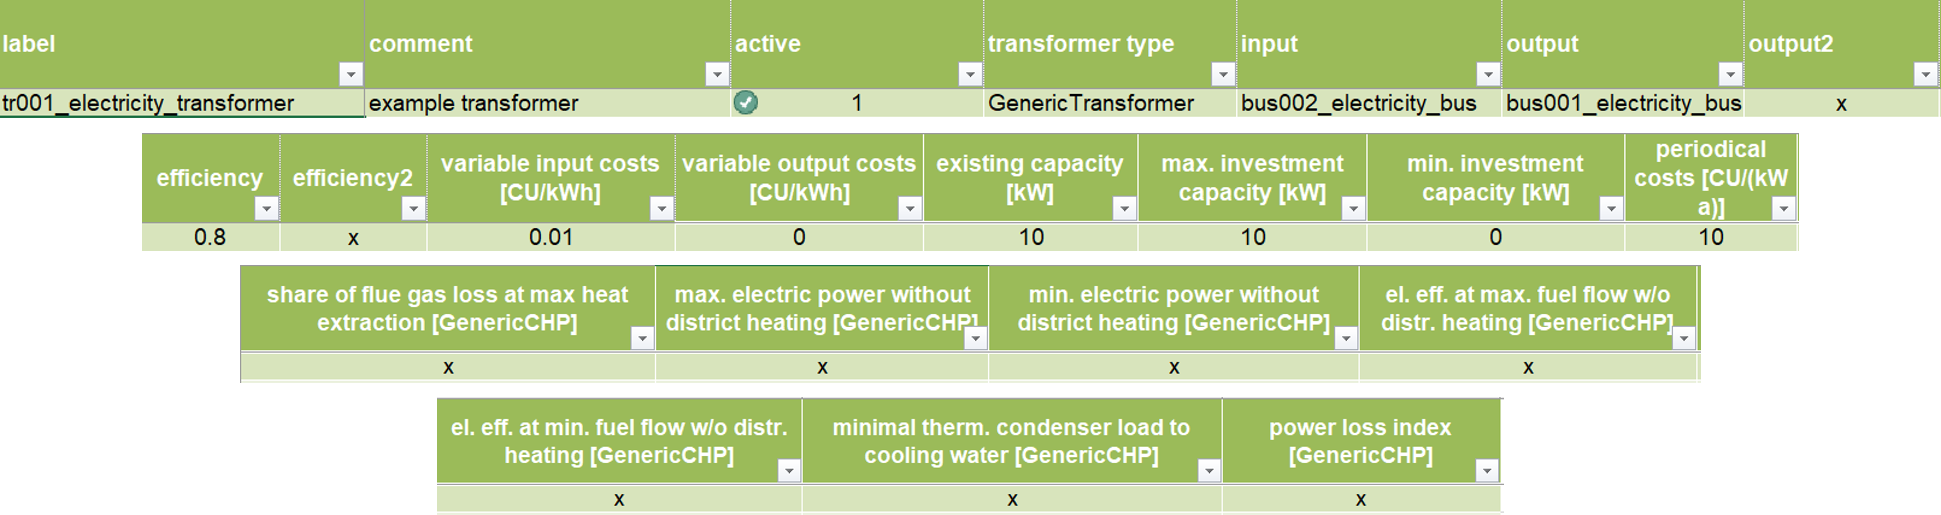 label comment active transformer type input output output2
tr001_electricity_transformer example transformer 1 GenericTransformer bus002_electricity_bus bus001_electricity_bus x
efficiency efficiency2 variable input costs [CU/kWh] variable output costs [CU/kWh] existing capacity [kW] max. investment capacity [kW] min. investment capacity [kW] periodical costs [CU/(kW a)]
0.8 x 0.01 0 10 10 0 10
share of flue gas loss at max heat extraction [GenericCHP] max. electric power without district heating [GenericCHP] min. electric power without district heating [GenericCHP] el. eff. at max. fuel flow w/o distr. heating [GenericCHP]
x x x x
el. eff. at min. fuel flow w/o distr. heating [GenericCHP] minimal therm. condenser load to cooling water [GenericCHP] power loss index [GenericCHP]
x x x